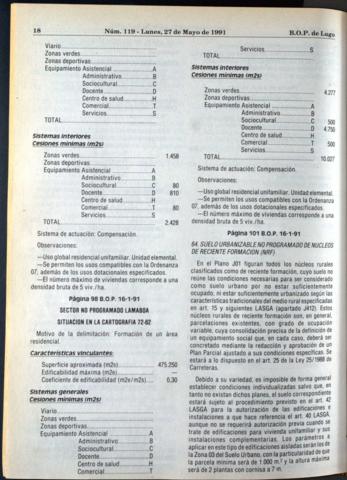 18 Núm. 119 - Lunes, 27 de Mayo de 1991 B.O.P. de Lugo
Viario
Zonas verdes
Zonas deportivas
Equipamiento Asistencial A
Administrativo B
Sociocultural C
Docente D
Centro de salud H
Comercial T
Servicios S
TOTAL
Sistemas interiores
Cesiones mínimas (m2s)
Zonas verdes 1.458
Zonas deportivas
Equipamiento Asistencial A
Administrativo B
Sociocultural C 80
Docente D 810
Centro de salud H
Comercial T 80
Servicios S
TOTAL 2.428
Sistema de actuación: Compensación.
Observaciones:
—Uso global residencial unifamiliar. Unidad elemental.
—Se permiten los usos compatibles con la Ordenanza
07, además de los usos dotacionales especificados.
—El número máximo de viviendas corresponde a una
densidad bruta de 5 viv./ha.
Página 98 B.O.P. 16-1-91
SECTOR NO PROGRAMADO LAMABOA
SITUACION EN LA CARTOGRAFIA 72-62
Motivo de la delimitación: Formación de un área
residencial.
Características vinculantes:
Superficie aproximada (m2s) 475.250
Edificabilidad máxima (m2s) —
Coeficiente de edificabilidad (m2e/m2s) 0,30
Sistemas generales
Cesiones mínimas (m2s)
Viario
Zonas verdes
Zonas deportivas
Equipamiento Asistencial A
Administrativo B
Sociocultural C
Docente D
Centro de salud H
Comercial T
Servicios S
TOTAL
Sistemas interiores
Cesiones mínimas (m2s)
Zonas verdes 4.277
Zonas deportivas
Equipamiento Asistencial A
Administrativo B
Sociocultural C 500
Docente D 4.750
Centro de salud H
Comercial T 500
Servicios S
TOTAL 10.027
Sistema de actuación: Compensación.
Observaciones:
—Uso global residencial unifamiliar. Unidad elemental.
—Se permiten los usos compatibles con la Ordenanza
07, además de los usos dotacionales especificados.
—El número máximo de viviendas corresponde a una
densidad bruta de 5 viv./ha.
Página 101 B.O.P. 16-1-91
64. SUELO URBANIZABLE NO PROGRAMADO DE NUCLEOS
DE RECIENTE FORMACION (NRF)
En el Plano J01 figuran todos los núcleos rurales
clasificados como de reciente formación, cuyo suelo no
reúne las condiciones necesarias para ser considerado
como suelo urbano por no estar suficientemente
ocupado, ni estar suficientemente urbanizado según las
características tradicionales del medio rural especificadas
en art. 15 y siguientes LASGA (apartado J412). Estos
núcleos rurales de reciente formación son, en general,
parcelaciones existentes, con grado de ocupación
variable, cuya consolidación precisa de la definición de
un equipamiento social que, en cada caso, deberá ser
concretado mediante la redacción y aprobación de un
Plan Parcial ajustado a sus condiciones específicas. Se
estará a lo dispuesto en el art. 25 de la Ley 25/1988 de
Carreteras.
Debido a su variedad, es imposible de forma general
establecer condiciones individualizadas salvo que, en
tanto no existan dichos planes, el suelo correspondiente
estará sujeto al procedimiento previsto en el art. 42
LASGA para la autorización de las edificaciones e
instalaciones a que hace referencia el art. 40 LASGA,
aunque no se requerirá autorización previa cuando se
trate de edificaciones para vivienda unifamiliar y sus
instalaciones complementarias. Los parámetros a
aplicar en este tipo de edificaciones aisladas serán los de
la Zona 03 del Suelo Urbano, con la particularidad de que
la parcela mínima será de 1.000 m.² y la altura máxima
será de 2 plantas con cornisa a 7 m.